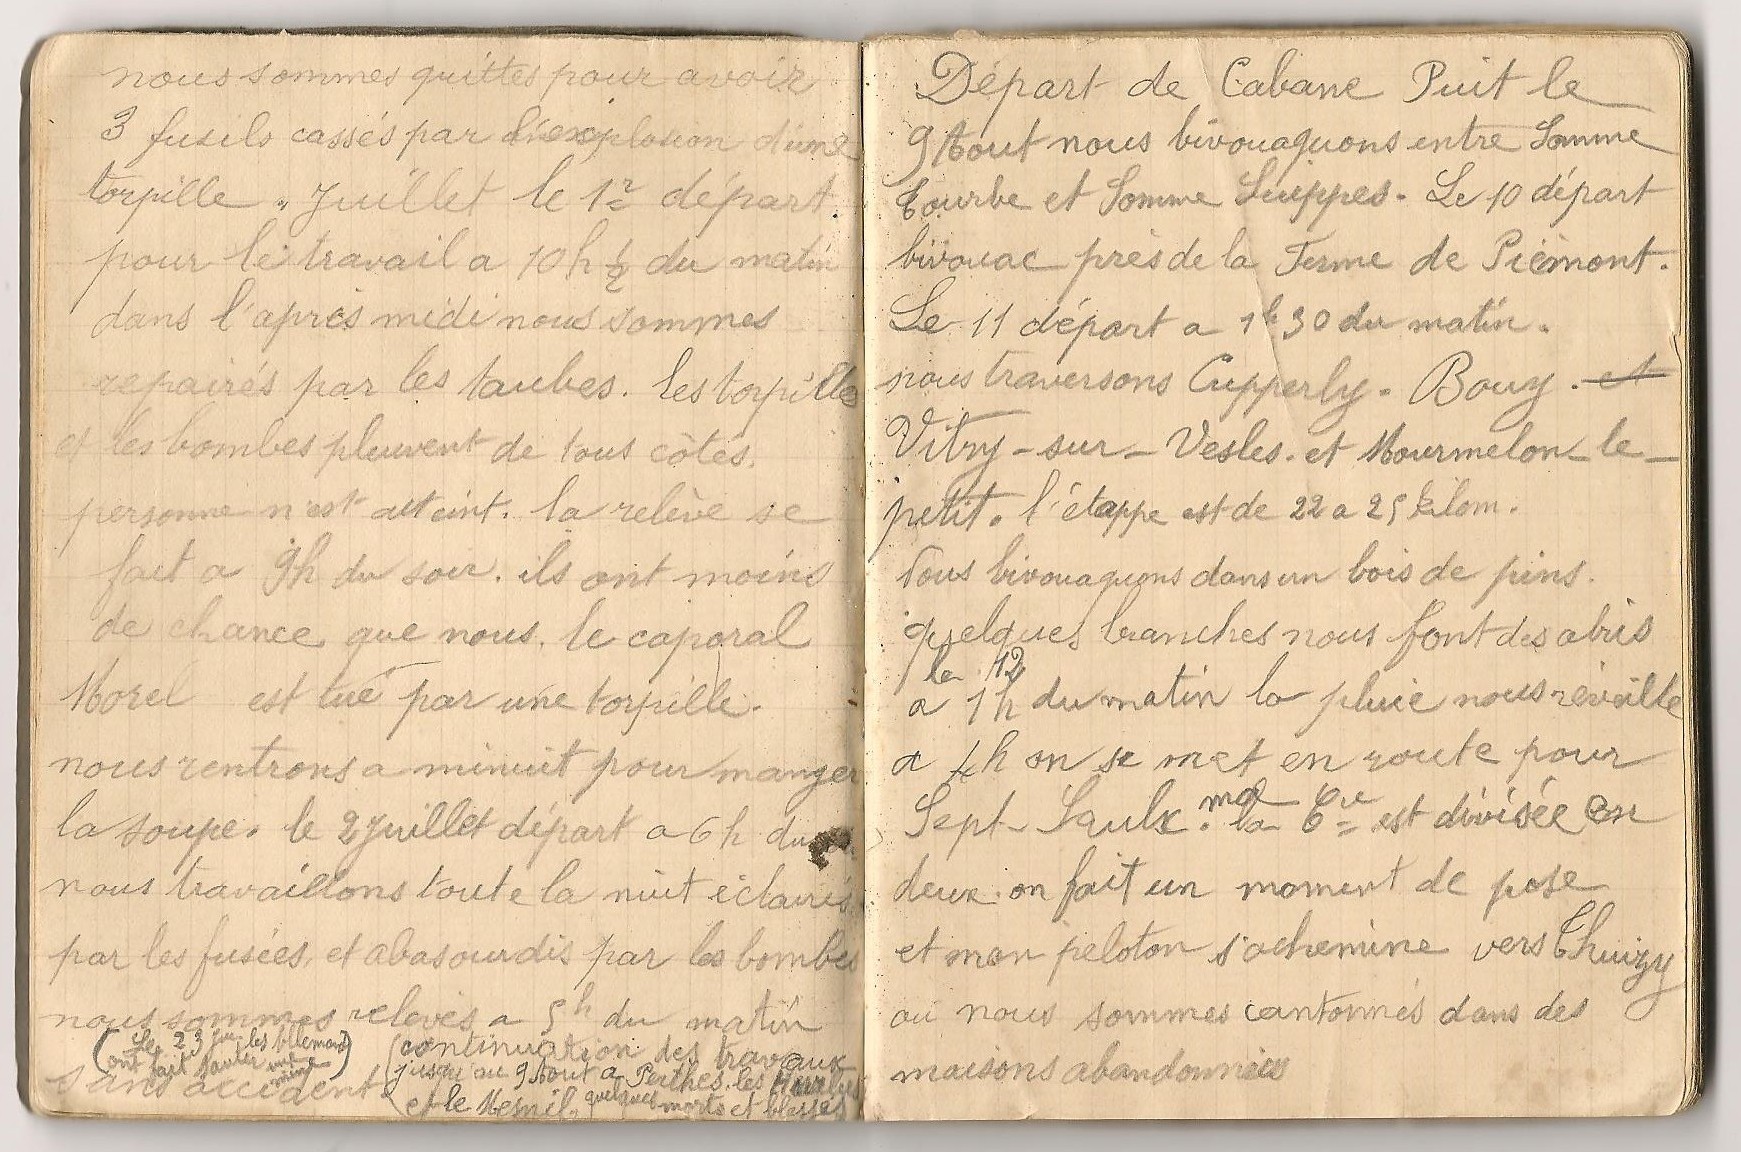 nous sommes quittes pour avoir
3 fusils cassés par l'explosion d'une
torpille. Juillet le 1r départ.
pour le travail a 10 h 1/2 du matin
dans l'après midi nous sommes
repairés par les taubes. les torpilles
et les bombes pleuvent de tous côtés.
personne n'est atteint. la relève se
fait a 9h du soir. ils ont moins
de chance que nous. le caporal
Morel est tué par une torpille.
nous rentrons a minuit pour manger
la soupe. le 2 Juillet départ a 6 h du
nous travaillons toute la nuit éclairés
par les fusées, et abasourdis par les bombes
nous sommes relevés a 5h du matin
sans accident
(Le 23 les Allemands
ont fait sauter une
mine)
(continuation des travaux
jusqu'au 9 Aout a Perthes. les Hurlus
et le Mesnil. quelques morts et blessés
Départ de Cabane Puit le
9 Aout nous bivouaquons entre Somme
Tourbe et Somme Suippes. Le 10 départ
bivouac près de la Ferme de Piémont.
Le 11 départ a 1h30 du matin.
nous traversons Cupperly. Bouy. et
Vitry-sur-Vesles. et Mourmelon-le-
petit. l'étappe est de 22 a 25 kilom.
Nous bivouaquons dans un bois de pins.
quelques branches nous font des abris
le 12
a 1h du matin la pluie nous réveille
a 4h on se met en route pour
Sept-Saulx. ma la Cie est divisée en
deux. on fait un moment de pose
et mon peloton s'achemine vers Thuizy
ou nous sommes cantonnés dans des
maisons abandonnées